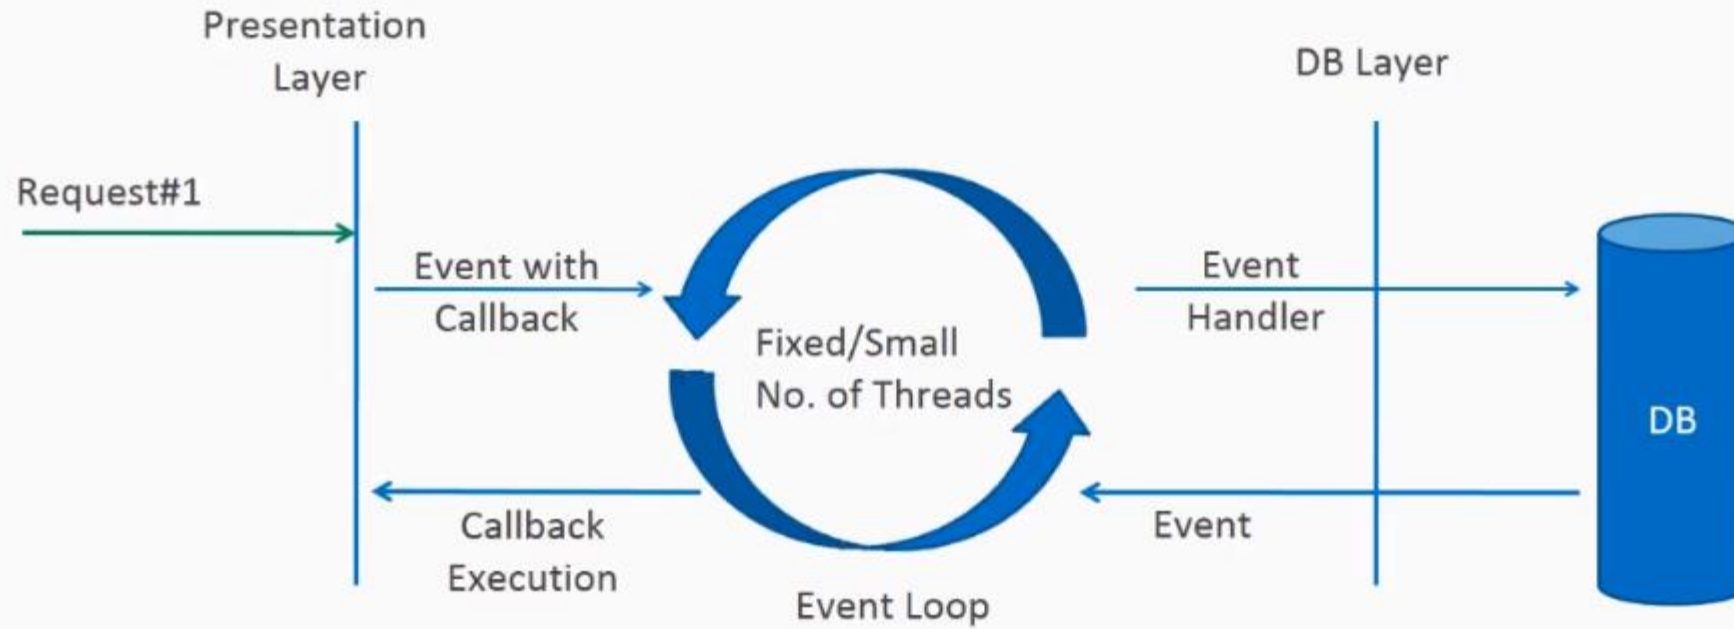 Presentation
Layer
DB Layer
Request#1
Event with
Callback
Event
Handler
Fixed/Small
No. of Threads
DB
Callback
Execution
Event
Event Loop